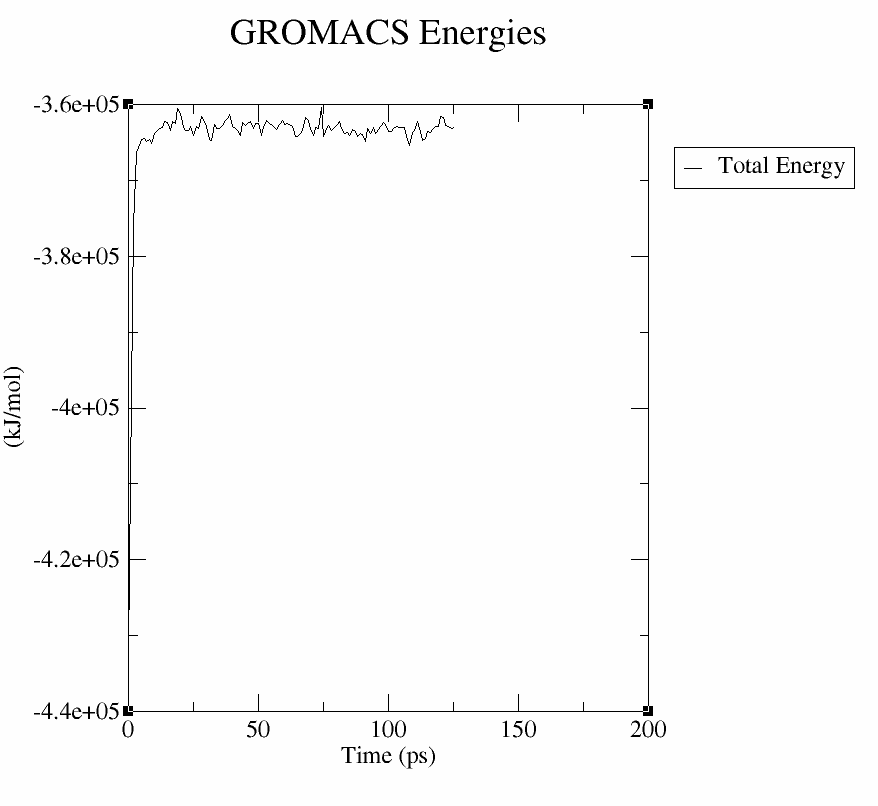 GROMACS Energies
-3.6e+05
-3.8e+05
-4e+05
-4.2e+05
-4.4e+05
(kJ/mol)
0 50 100 150 200
Time (ps)
Total Energy